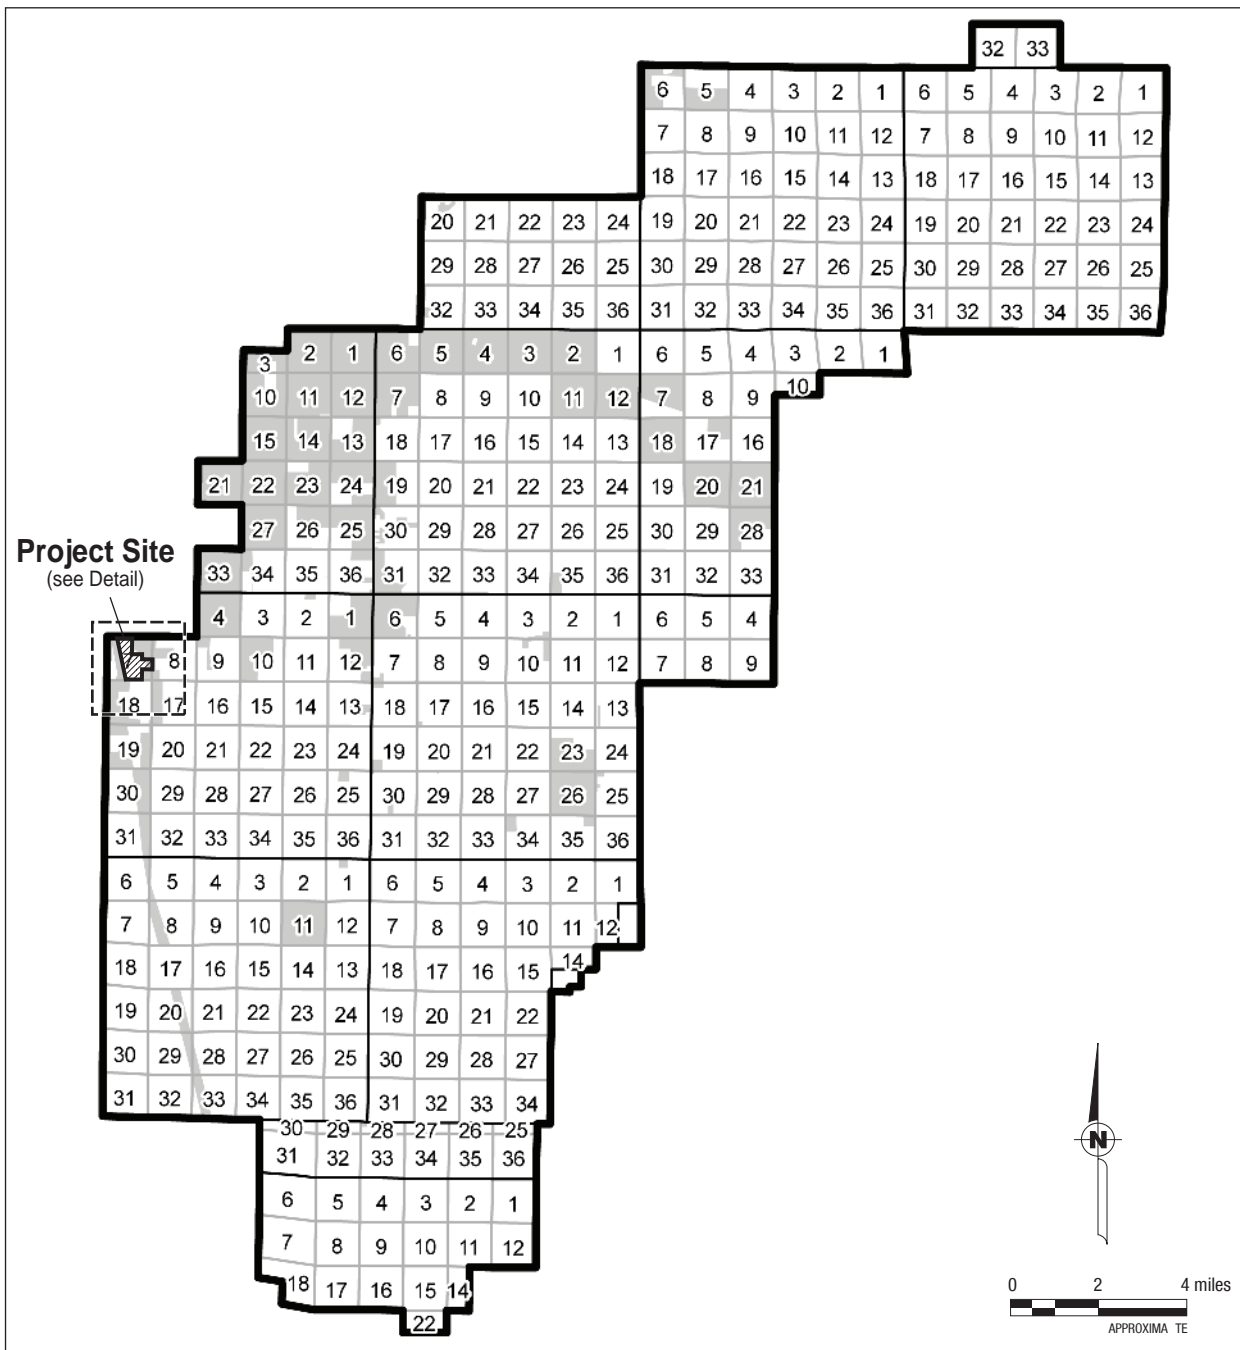 32 33
6 5 4 3 2 1 6 5 4 3 2 1
7 8 9 10 11 12 7 8 9 10 11 12
18 17 16 15 14 13 18 17 16 15 14 13
20 21 22 23 24 19 20 21 22 23 24 19 20 21 22 23 24
29 28 27 26 25 30 29 28 27 26 25 30 29 28 27 26 25
32 33 34 35 36 31 32 33 34 35 36 31 32 33 34 35 36
3 2 1 6 5 4 3 2 1 6 5 4 3 2 1
10 11 12 7 8 9 10 11 12 7 8 9 10
15 14 13 18 17 16 15 14 13 18 17 16
21 22 23 24 19 20 21 22 23 24 19 20 21
27 26 25 30 29 28 27 26 25 30 29 28
Project Site
(see Detail)
33 34 35 36 31 32 33 34 35 36 31 32 33
4 3 2 1 6 5 4 3 2 1 6 5 4
8 9 10 11 12 7 8 9 10 11 12 7 8 9
18 17 16 15 14 13 18 17 16 15 14 13
19 20 21 22 23 24 19 20 21 22 23 24
30 29 28 27 26 25 30 29 28 27 26 25
31 32 33 34 35 36 31 32 33 34 35 36
6 5 4 3 2 1 6 5 4 3 2 1
7 8 9 10 11 12 7 8 9 10 11 12
18 17 16 15 14 13 18 17 16 15 14
19 20 21 22 23 24 19 20 21 22
30 29 28 27 26 25 30 29 28 27
31 32 33 34 35 36 31 32 33 34
30 29 28 27 26 25
31 32 33 34 35 36
6 5 4 3 2 1
7 8 9 10 11 12
18 17 16 15 14
22
N
0 2 4 miles
APPROXIMA TE